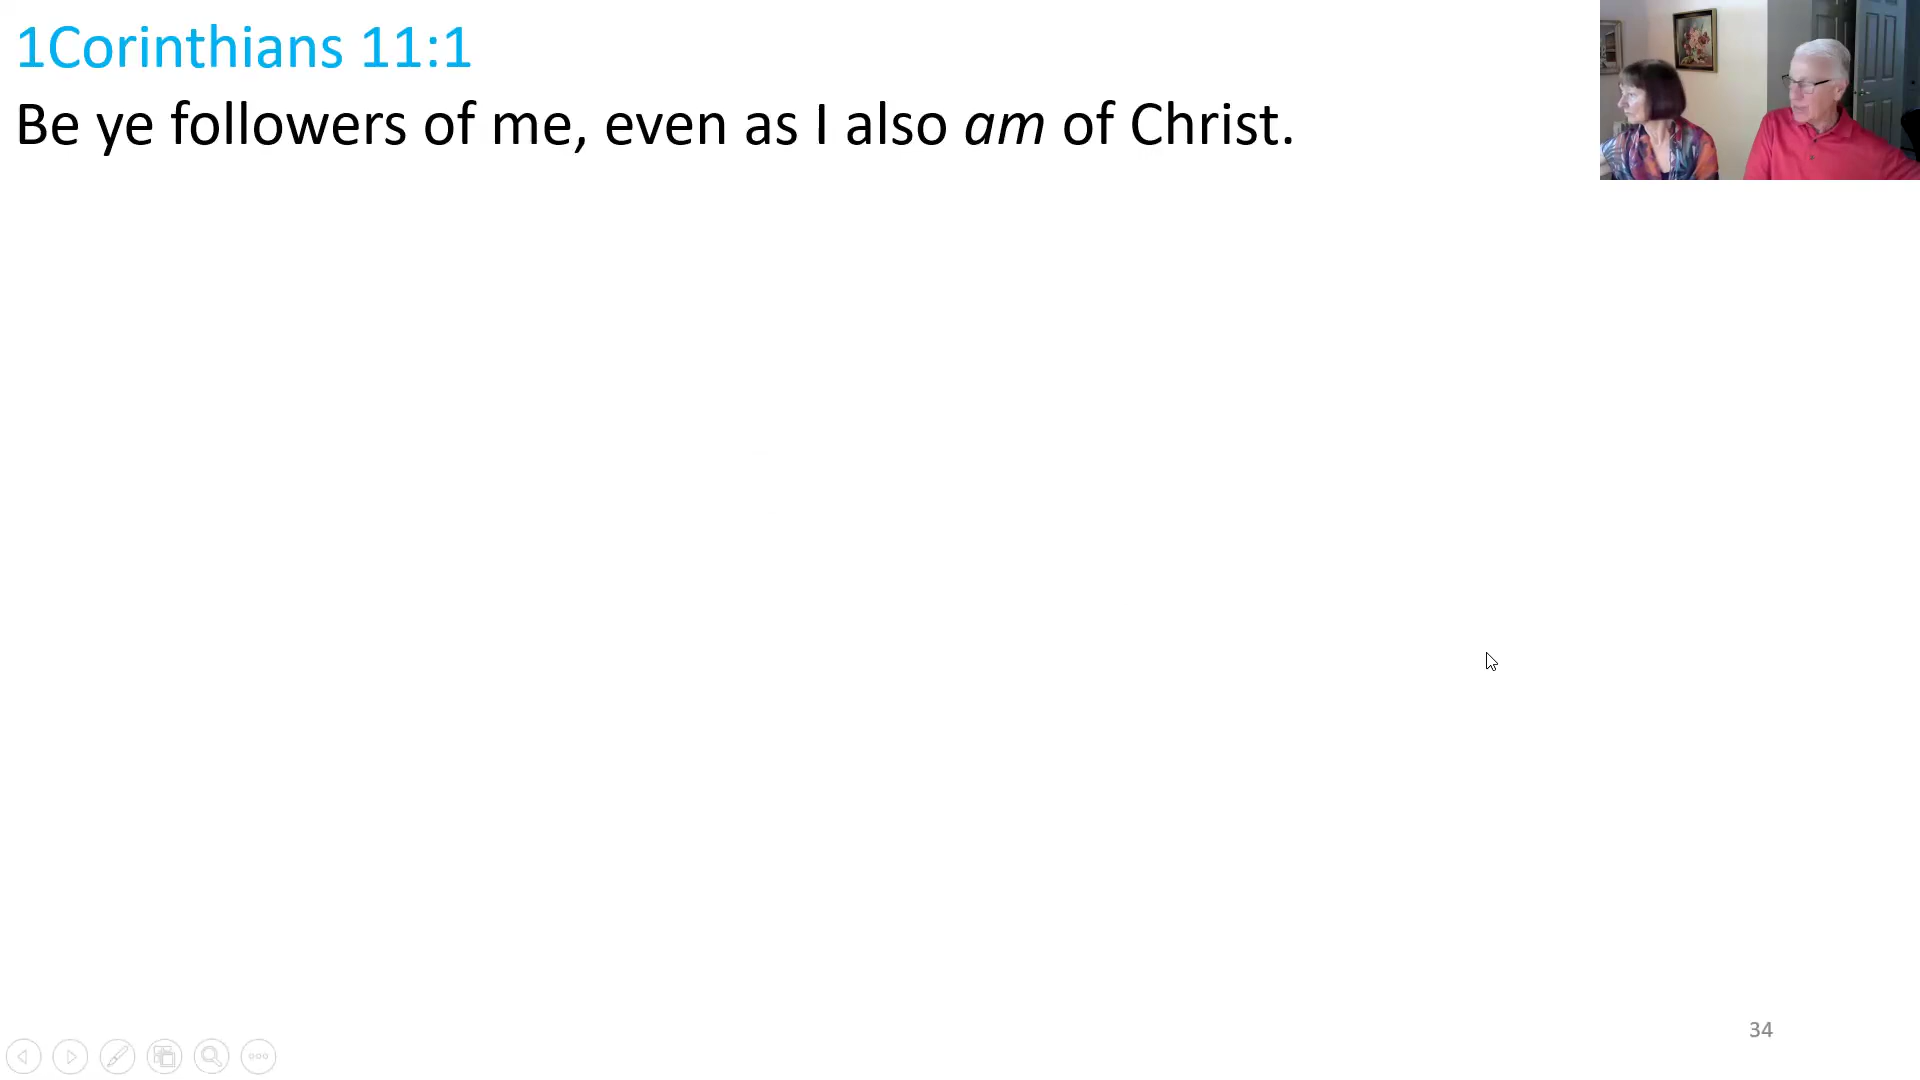 1Corinthians 11:1
Be ye followers of me, even as I also am of Christ.
34